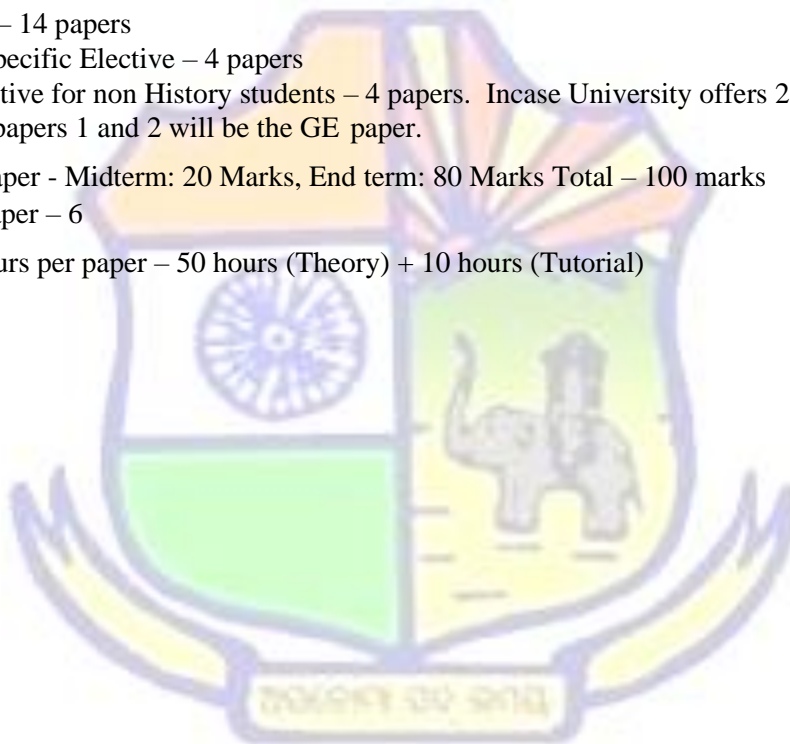 – 14 papers
pecific Elective – 4 papers
tive for non History students – 4 papers. Incase University offers 2
papers 1 and 2 will be the GE paper.
aper - Midterm: 20 Marks, End term: 80 Marks Total – 100 marks
aper – 6
urs per paper – 50 hours (Theory) + 10 hours (Tutorial)